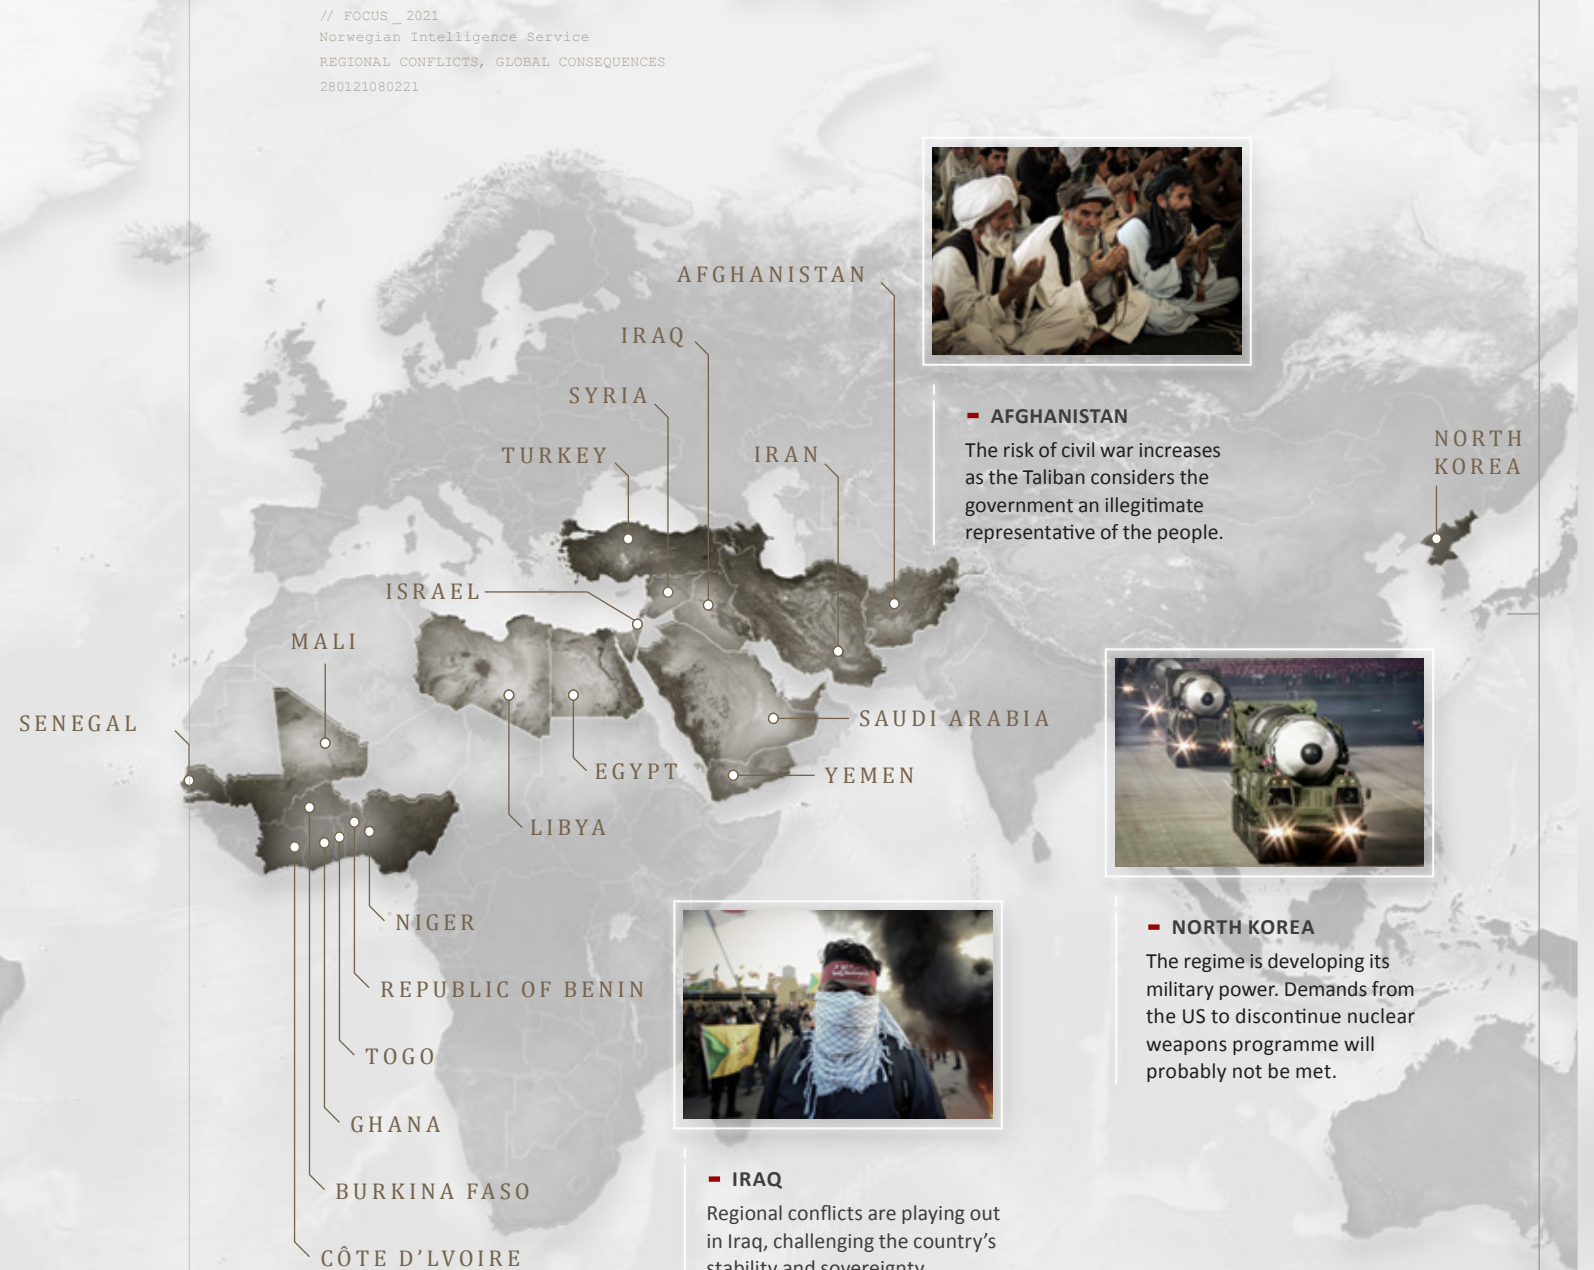 // FOCUS _ 2021
Norwegian Intelligence Service
REGIONAL CONFLICTS, GLOBAL CONSEQUENCES
280121080221
AFGHANISTAN
IRAQ
SYRIA
TURKEY
IRAN
ISRAEL
MALI
SENEGAL
SAUDI ARABIA
YEMEN
EGYPT
LIBYA
NIGER
REPUBLIC OF BENIN
TOGO
GHANA
BURKINA FASO
CÔTE D’LVOIRE
NORTH
KOREA
- AFGHANISTAN
The risk of civil war increases
as the Taliban considers the
government an illegitimate
representative of the people.
- NORTH KOREA
The regime is developing its
military power. Demands from
the US to discontinue nuclear
weapons programme will
probably not be met.
- IRAQ
Regional conflicts are playing out
in Iraq, challenging the country’s
stability and sovereignty.